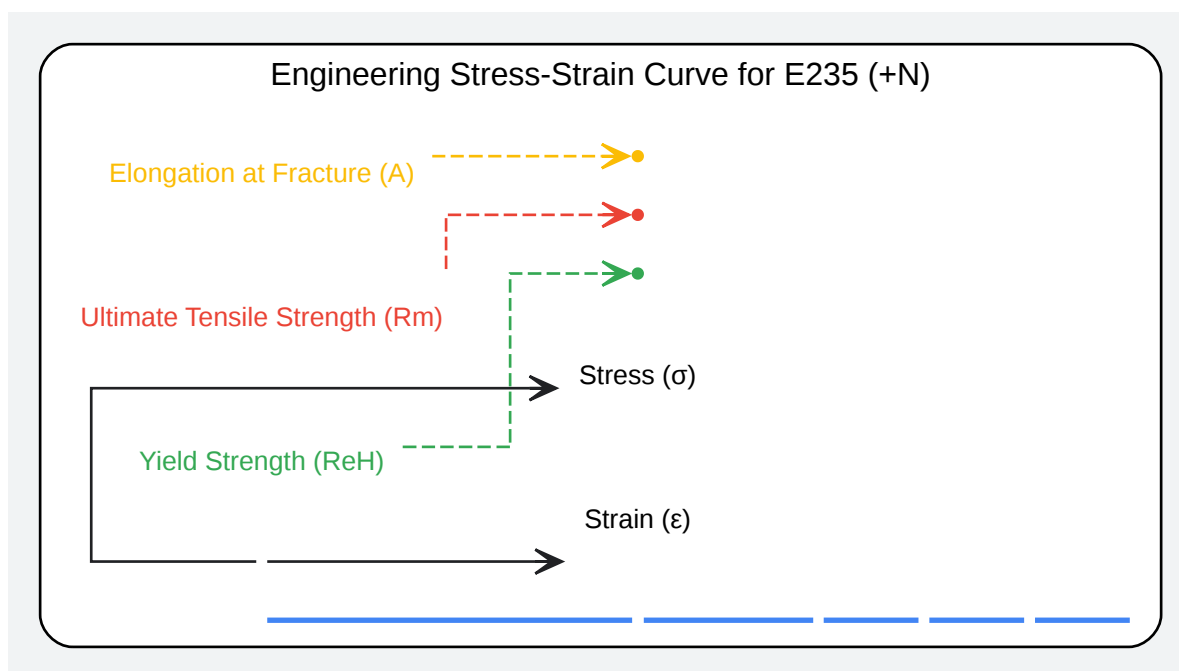 Engineering Stress-Strain Curve for E235 (+N)
Elongation at Fracture (A)
Ultimate Tensile Strength (Rm)
Stress (σ)
Yield Strength (ReH)
Strain (ε)